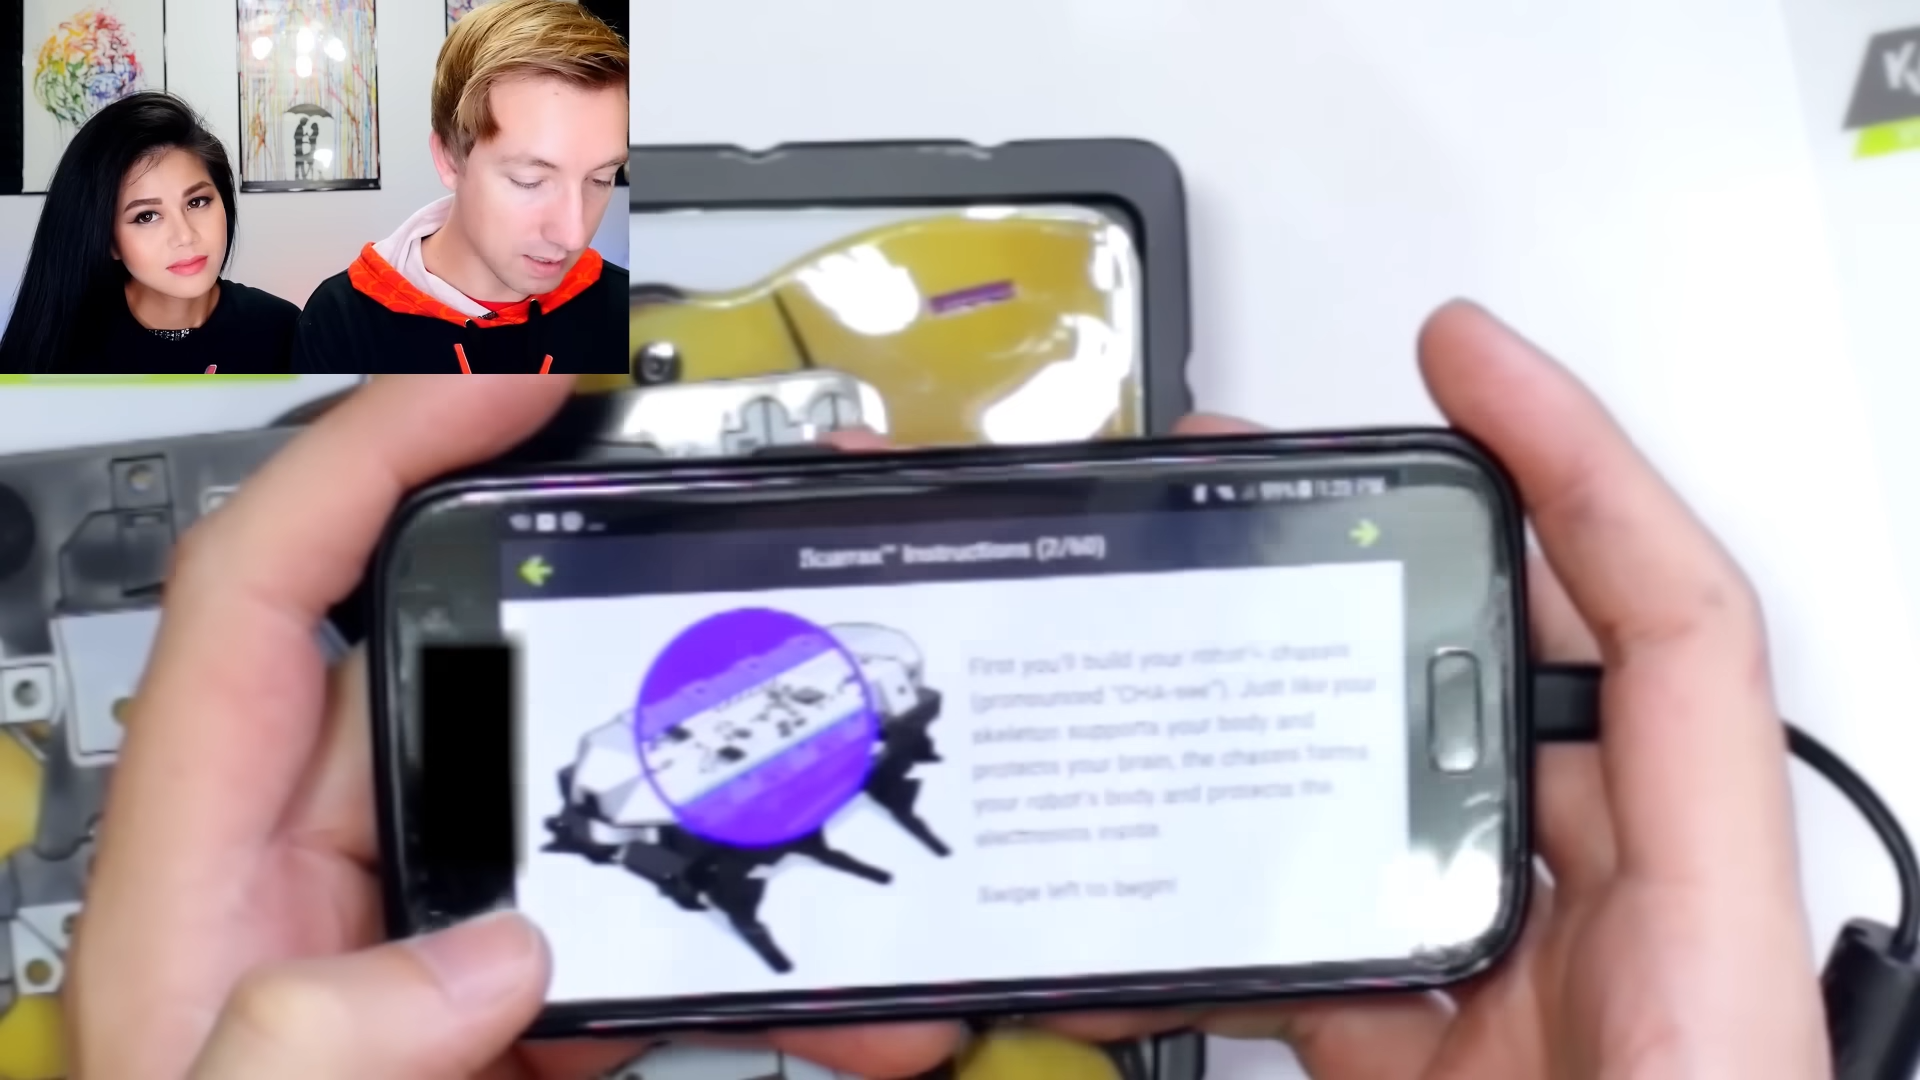 Scarrax™ Instructions (2/60)
First you'll build your robot's chassis
(pronounced "CHA-see"). Just like your
skeleton supports your body and
protects your brain, the chassis forms
your robot's body and protects the
electronics inside.
Swipe left to begin!